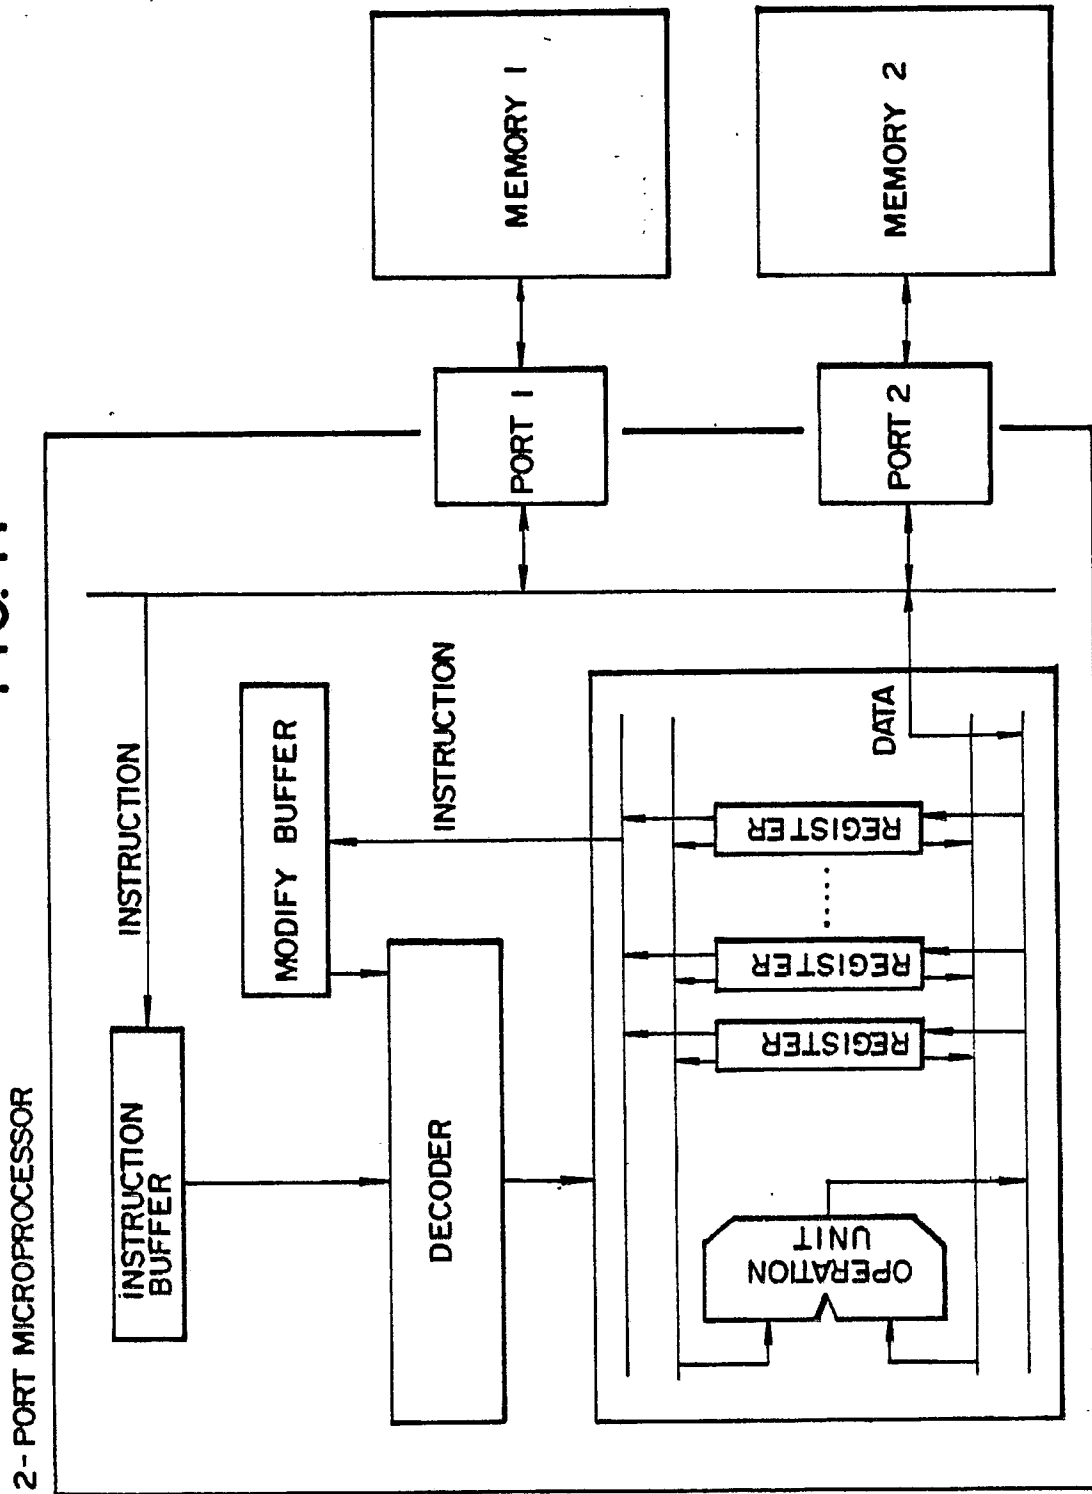 2-PORT MICROPROCESSOR
INSTRUCTION
BUFFER
INSTRUCTION
MODIFY BUFFER
DECODER
INSTRUCTION
OPERATION
UNIT
REGISTER
REGISTER
.....
REGISTER
DATA
PORT 1
MEMORY 1
PORT 2
MEMORY 2